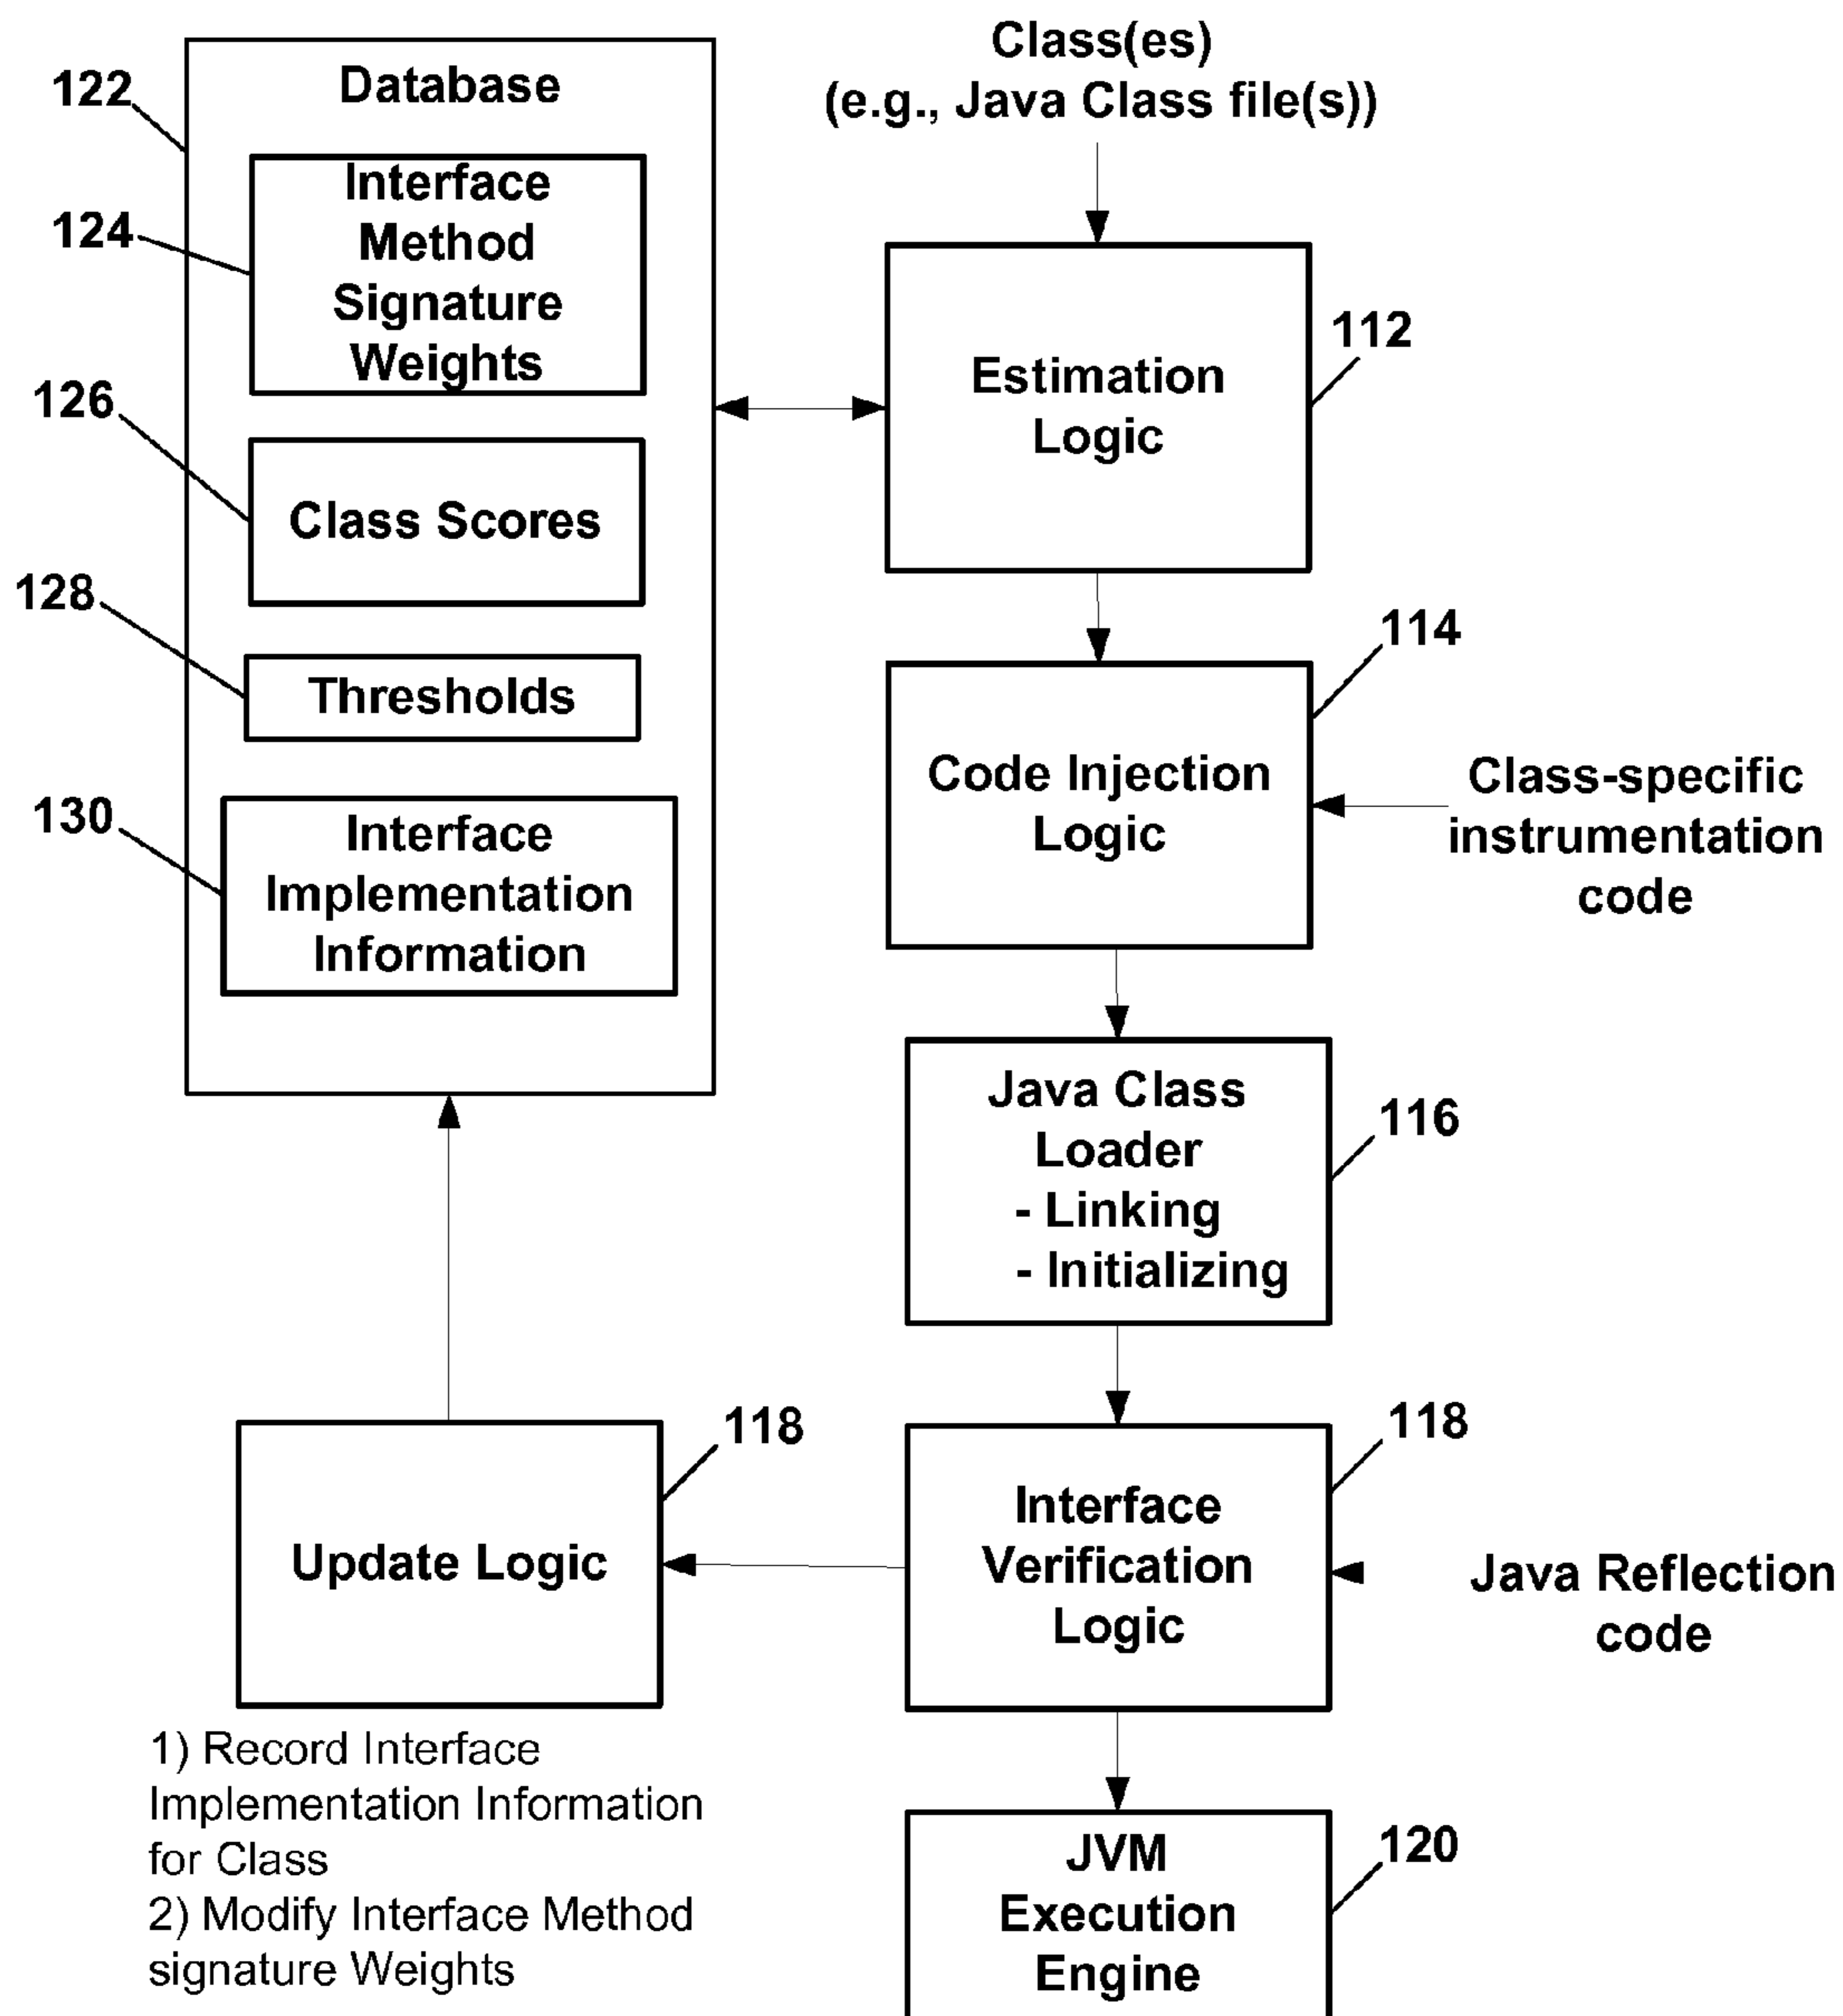 Class(es)
(e.g., Java Class file(s))
122
Database
124
Interface
Method
Signature
Weights
126
Class Scores
128
Thresholds
130
Interface
Implementation
Information
112
Estimation
Logic
114
Code Injection
Logic
Class-specific
instrumentation
code
116
Java Class
Loader
- Linking
- Initializing
118
Update Logic
118
Interface
Verification
Logic
Java Reflection
code
1) Record Interface
Implementation Information
for Class
2) Modify Interface Method
signature Weights
120
JVM
Execution
Engine